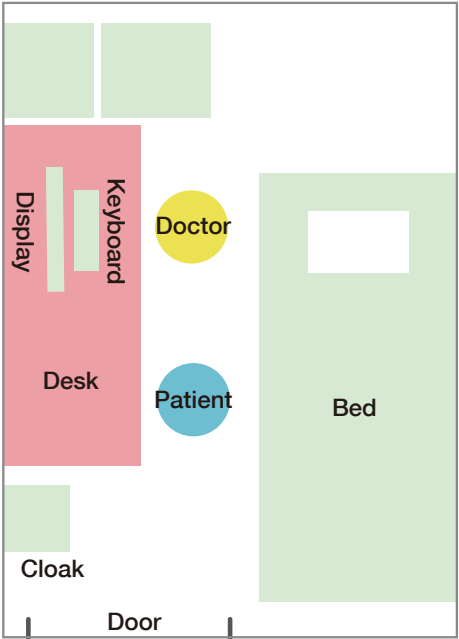 Display
Keyboard
Doctor
Desk
Patient
Bed
Cloak
Door